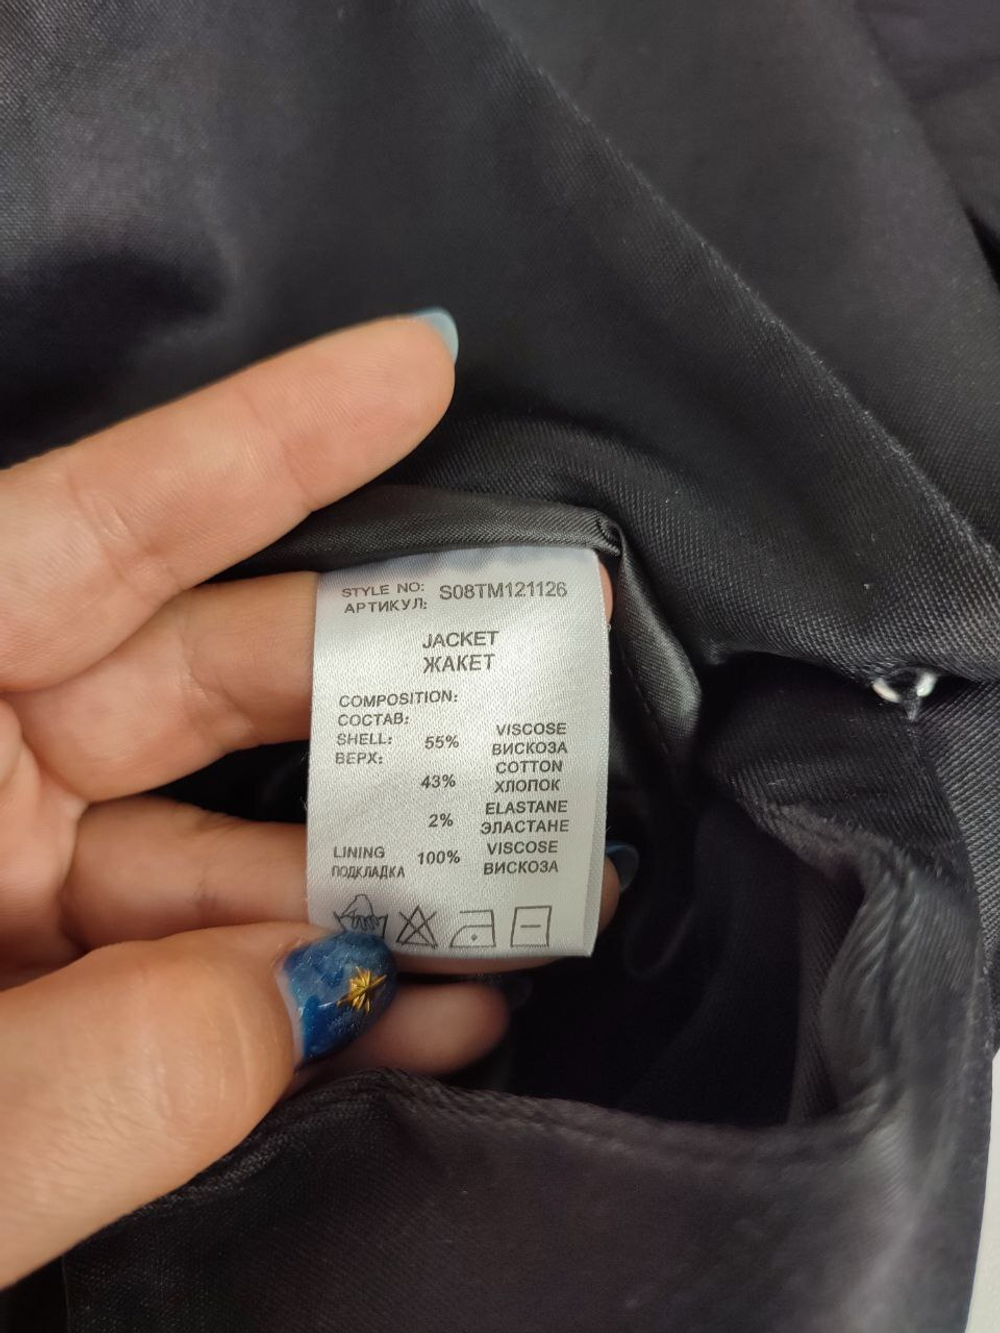 STYLE NO: S08TM121126
АРТИКУЛ:
JACKET
ЖАКЕТ
COMPOSITION:
СОСТАВ:
SHELL: 55% VISCOSE
ВЕРХ: ВИСКОЗА
43% COTTON
ХЛОПОК
2% ELASTANE
ЭЛАСТАНЕ
LINING 100% VISCOSE
ПОДКЛАДКА ВИСКОЗА